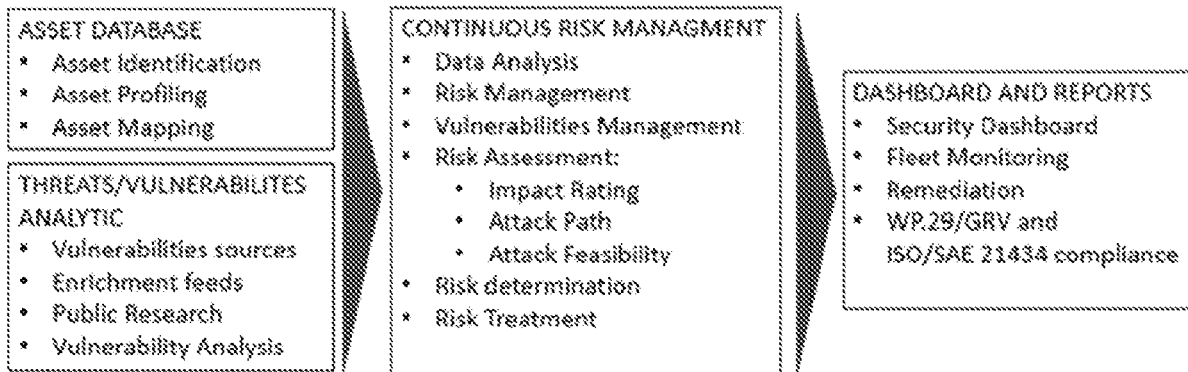 ASSET DATABASE
• Asset Identification
• Asset Profiling
• Asset Mapping
THREATS/VULNERABILITES
ANALYTIC
• Vulnerabilities sources
• Enrichment feeds
• Public Research
• Vulnerability Analysis
CONTINUOUS RISK MANAGMENT
• Data Analysis
• Risk Management
• Vulnerabilities Management
• Risk Assessment:
• Impact Rating
• Attack Path
• Attack Feasibility
• Risk determination
• Risk Treatment
DASHBOARD AND REPORTS
• Security Dashboard
• Fleet Monitoring
• Remediation
• WP.29/GRV and
ISO/SAE 21434 compliance